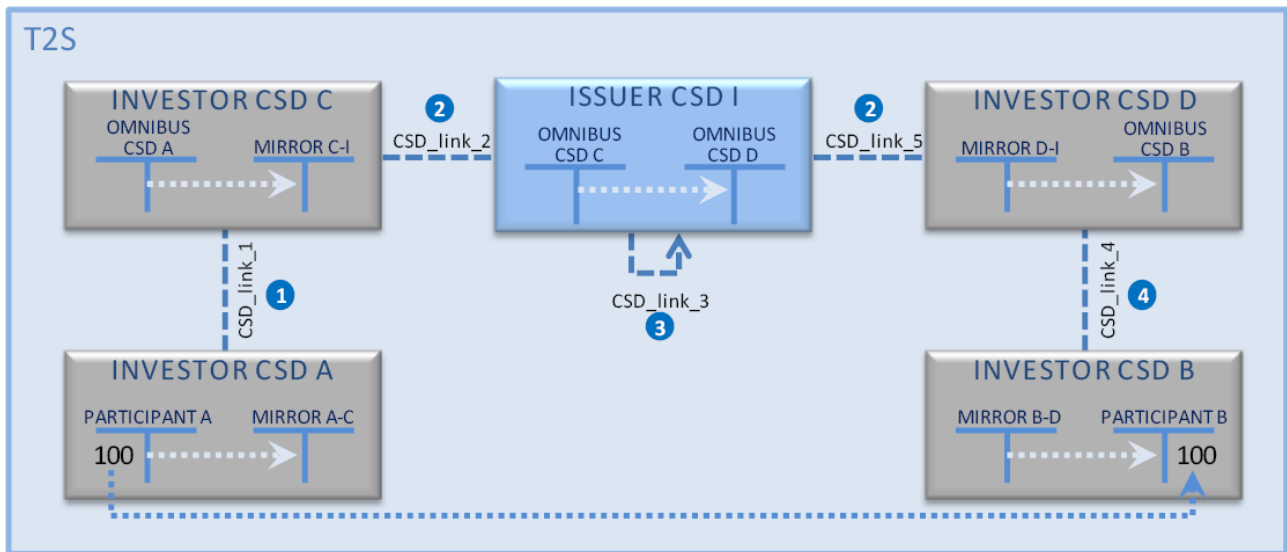 T2S
INVESTOR CSD C
OMNIBUS
CSD A
MIRROR C-I
2
CSD_link_2
ISSUER CSD I
OMNIBUS
CSD C
OMNIBUS
CSD D
2
CSD_link_5
INVESTOR CSD D
MIRROR D-I
OMNIBUS
CSD B
CSD_link_1
1
CSD_link_3
3
CSD_link_4
4
INVESTOR CSD A
PARTICIPANT A
MIRROR A-C
100
INVESTOR CSD B
MIRROR B-D
PARTICIPANT B
100